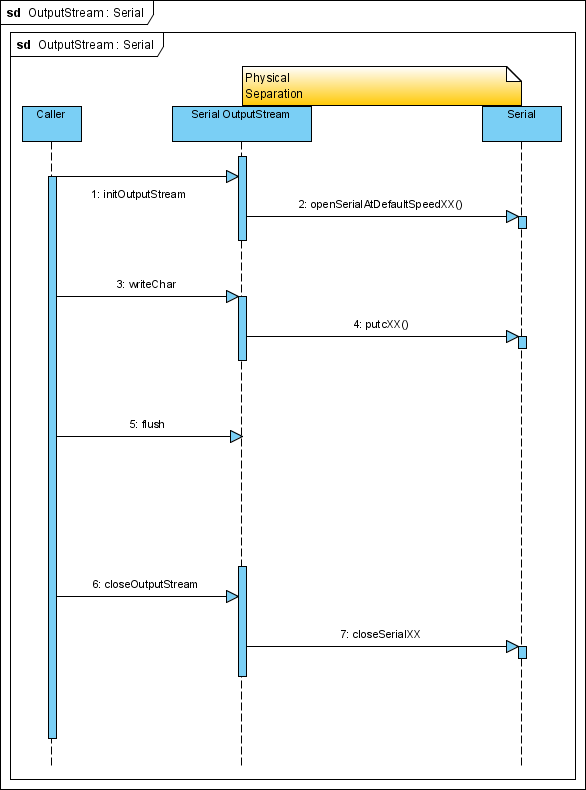 sd OutputStream : Serial
sd OutputStream : Serial
Physical
Separation
Caller
Serial OutputStream
Serial
1: initOutputStream
2: openSerialAtDefaultSpeedXX()
3: writeChar
4: putcXX()
5: flush
6: closeOutputStream
7: closeSerialXX